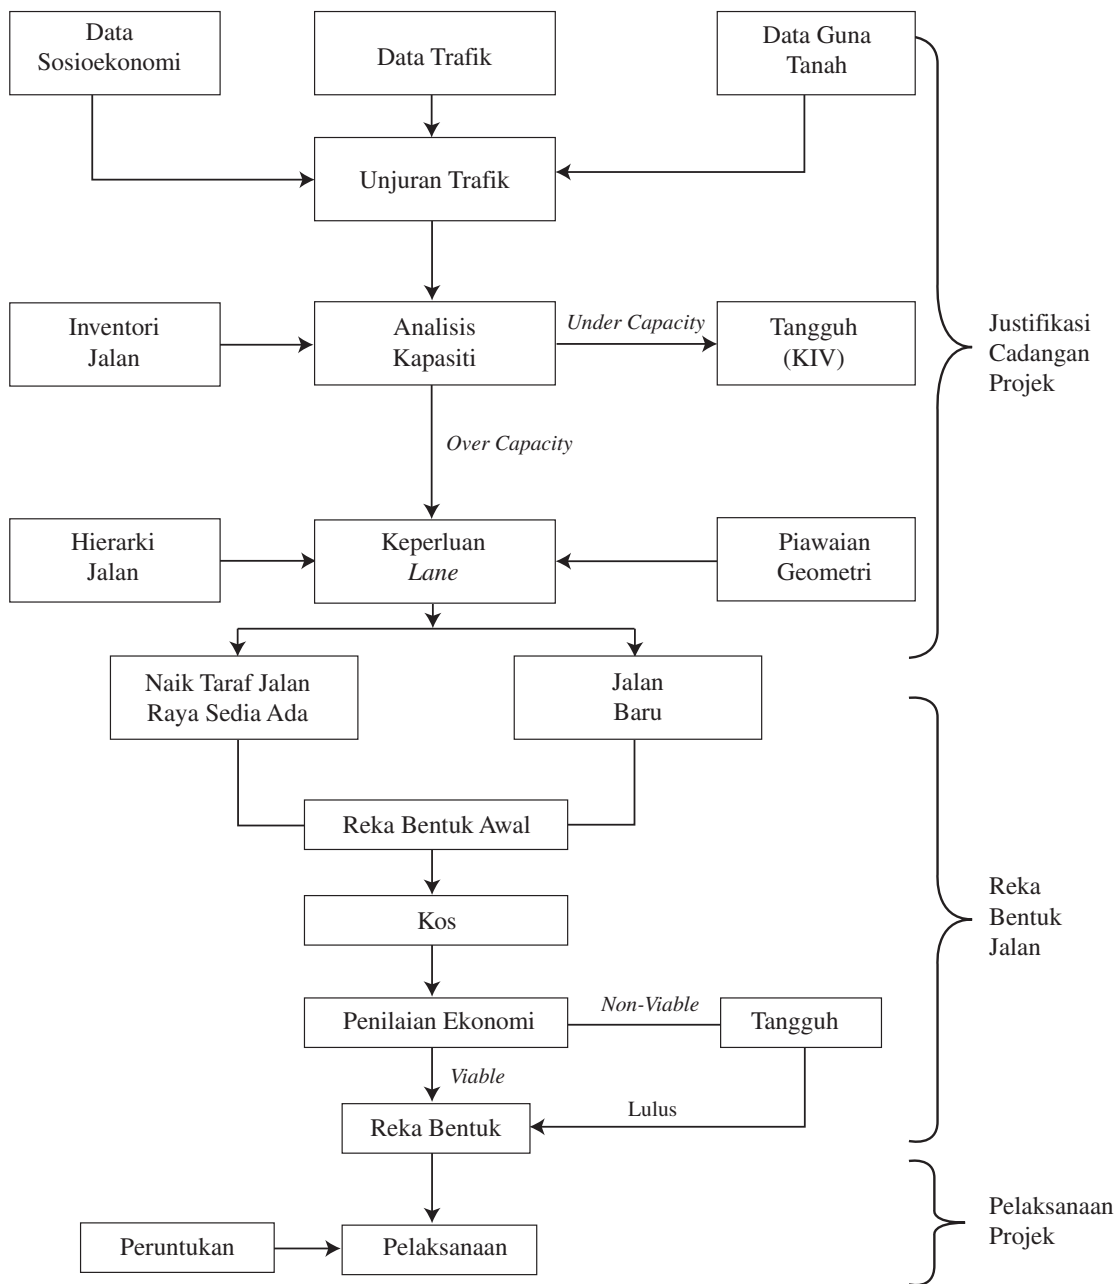 Data
Sosioekonomi
Data Trafik
Data Guna
Tanah
Unjuran Trafik
Inventori
Jalan
Analisis
Kapasiti
Under Capacity
Tangguh
(KIV)
Justifikasi
Cadangan
Projek
Over Capacity
Hierarki
Jalan
Keperluan
Lane
Piawaian
Geometri
Naik Taraf Jalan
Raya Sedia Ada
Jalan
Baru
Reka Bentuk Awal
Kos
Reka
Bentuk
Jalan
Penilaian Ekonomi
Non-Viable
Tangguh
Viable
Lulus
Reka Bentuk
Pelaksanaan
Projek
Peruntukan
Pelaksanaan